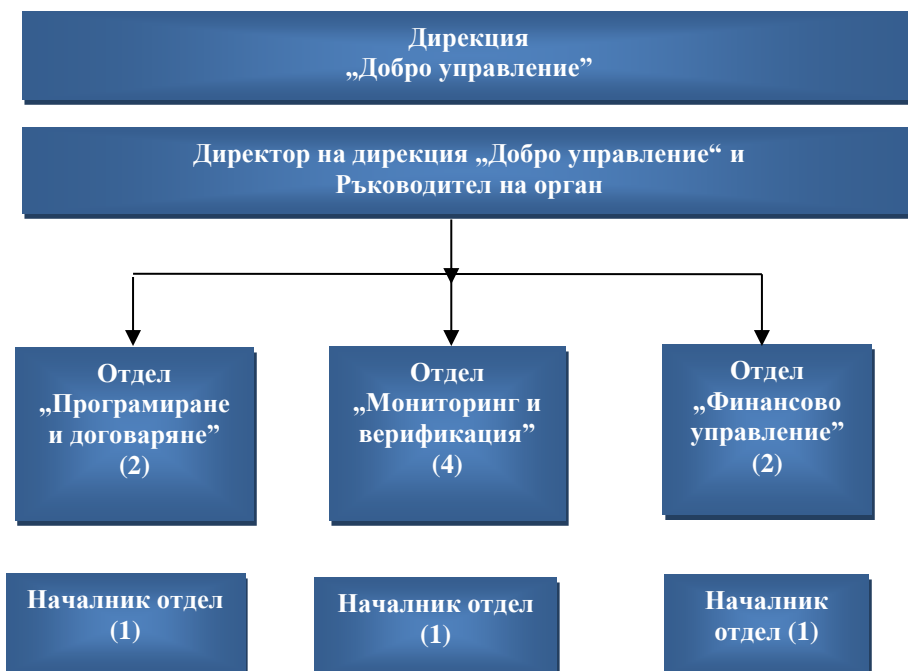 Дирекция
„Добро управление”
Директор на дирекция „Добро управление“ и
Ръководител на орган
Отдел
„Програмиране
и договаряне”
(2)
Отдел
„Мониторинг и
верификация”
(4)
Отдел
„Финансово
управление”
(2)
Началник отдел
(1)
Началник отдел
(1)
Началник
отдел (1)